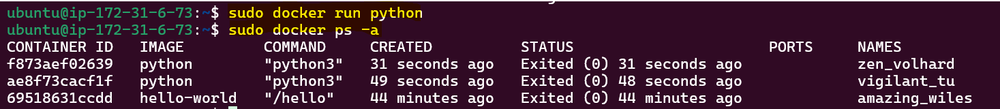 ubuntu@ip-172-31-6-73:~$ sudo docker run python
ubuntu@ip-172-31-6-73:~$ sudo docker ps -a
CONTAINER ID   IMAGE         COMMAND     CREATED          STATUS                      PORTS     NAMES
f873aef02639   python        "python3"   31 seconds ago   Exited (0) 31 seconds ago             zen_volhard
ae8f73cacf1f   python        "python3"   49 seconds ago   Exited (0) 48 seconds ago             vigilant_tu
69518631ccdd   hello-world   "/hello"    44 minutes ago   Exited (0) 44 minutes ago             amazing_wiles